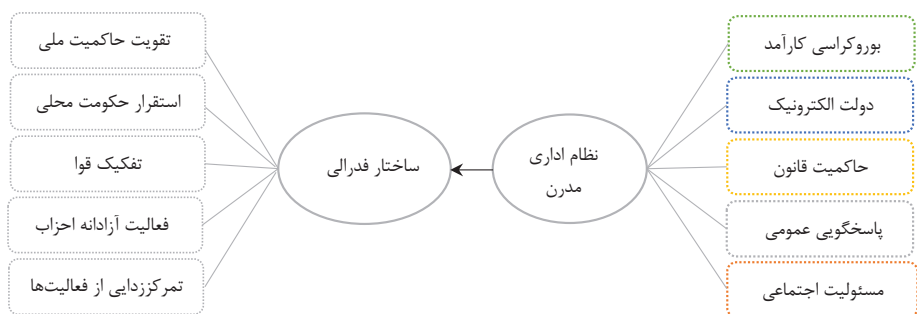 بوروکراسی کارآمد
دولت الکترونیک
حاکمیت قانون
پاسخگویی عمومی
مسئولیت اجتماعی
نظام اداری
مدرن
ساختار فدرالی
تقویت حاکمیت ملی
استقرار حکومت محلی
تفکیک قوا
فعالیت آزادانه احزاب
تمرکززدایی از فعالیت‌ها